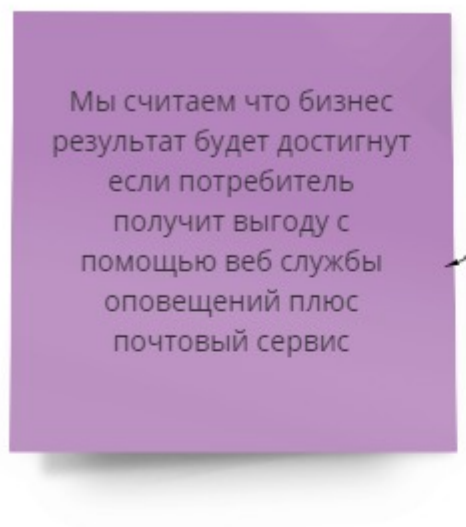 Мы считаем что бизнес
результат будет достигнут
если потребитель
получит выгоду с
помощью веб службы
оповещений плюс
почтовый сервис